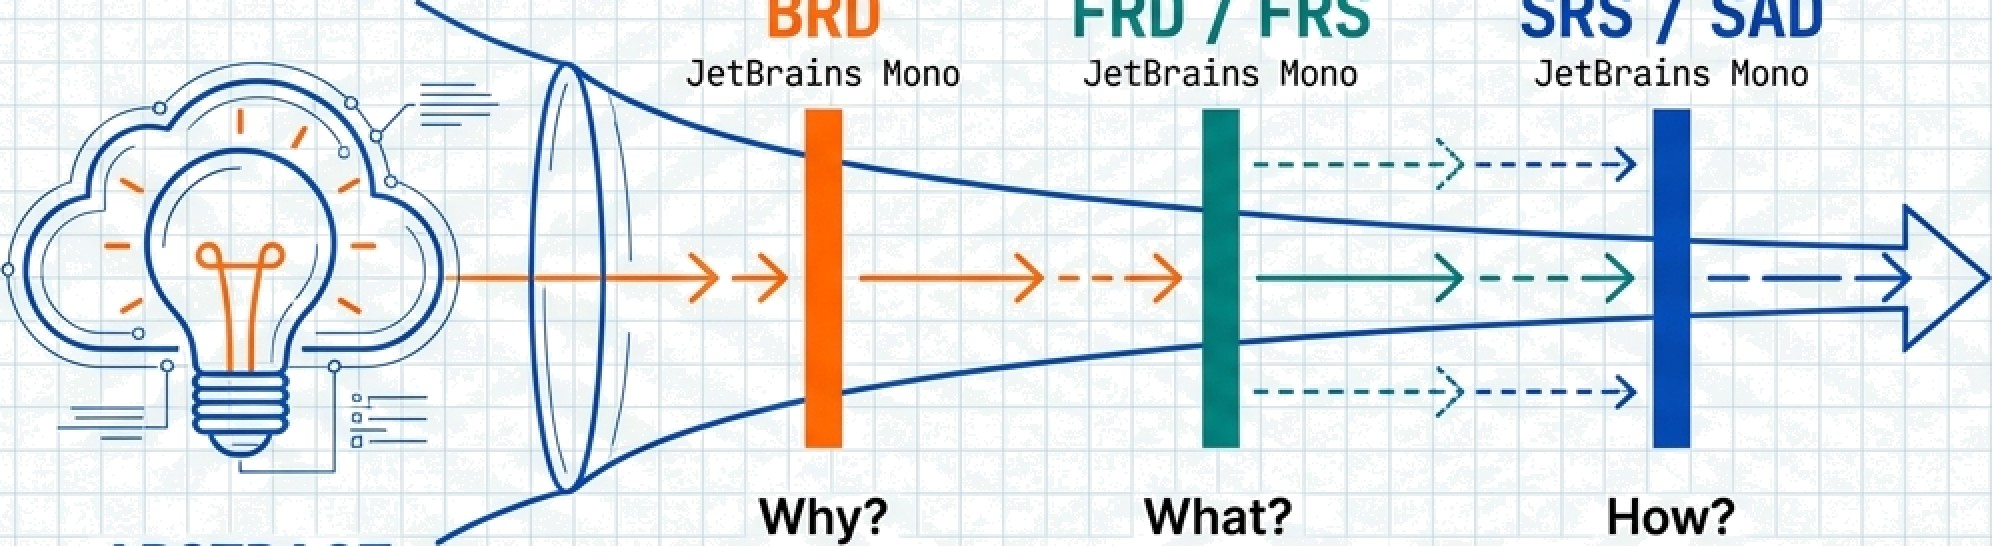 BRD
FRD / FRS
SRS / SAD
JetBrains Mono
JetBrains Mono
JetBrains Mono
Why?
What?
How?